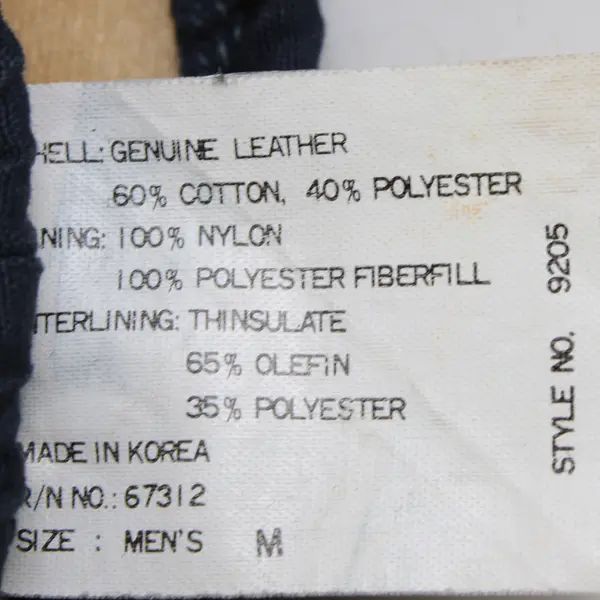 HELL: GENUINE LEATHER
60% COTTON, 40% POLYESTER
NING: 100% NYLON
100% POLYESTER FIBERFILL
TERLINING: THINSULATE
65% OLEFIN
35% POLYESTER
MADE IN KOREA
R/N NO.: 67312
SIZE : MEN'S M
STYLE NO. 9205